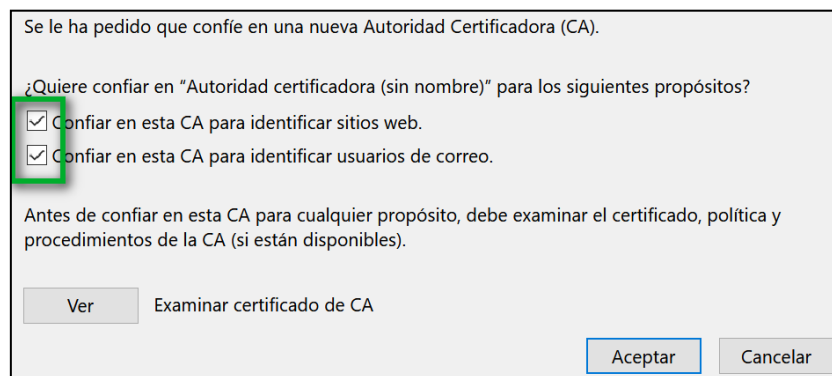 Se le ha pedido que confíe en una nueva Autoridad Certificadora (CA).
¿Quiere confiar en “Autoridad certificadora (sin nombre)“ para los siguientes propósitos?
Confiar en esta CA para identificar sitios web.
Confiar en esta CA para identificar usuarios de correo.
Antes de confiar en esta CA para cualquier propósito, debe examinar el certificado, política y
procedimientos de la CA (si están disponibles).
Ver Examinar certificado de CA
Aceptar Cancelar